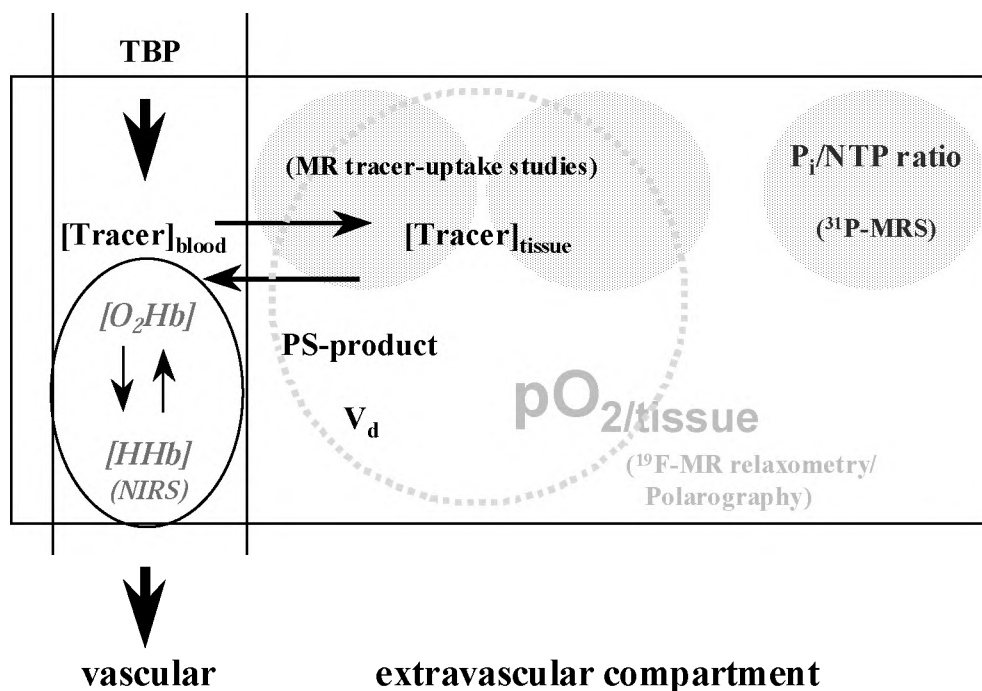 TBP
(MR tracer-uptake studies)
Pi/NTP ratio
[Tracer]blood
[Tracer]tissue
(³¹P-MRS)
[O₂Hb]
PS-product
Vd
pO₂/tissue
[HHb]
(NIRS)
(¹⁹F-MR relaxometry/
Polarography)
vascular
extravascular compartment